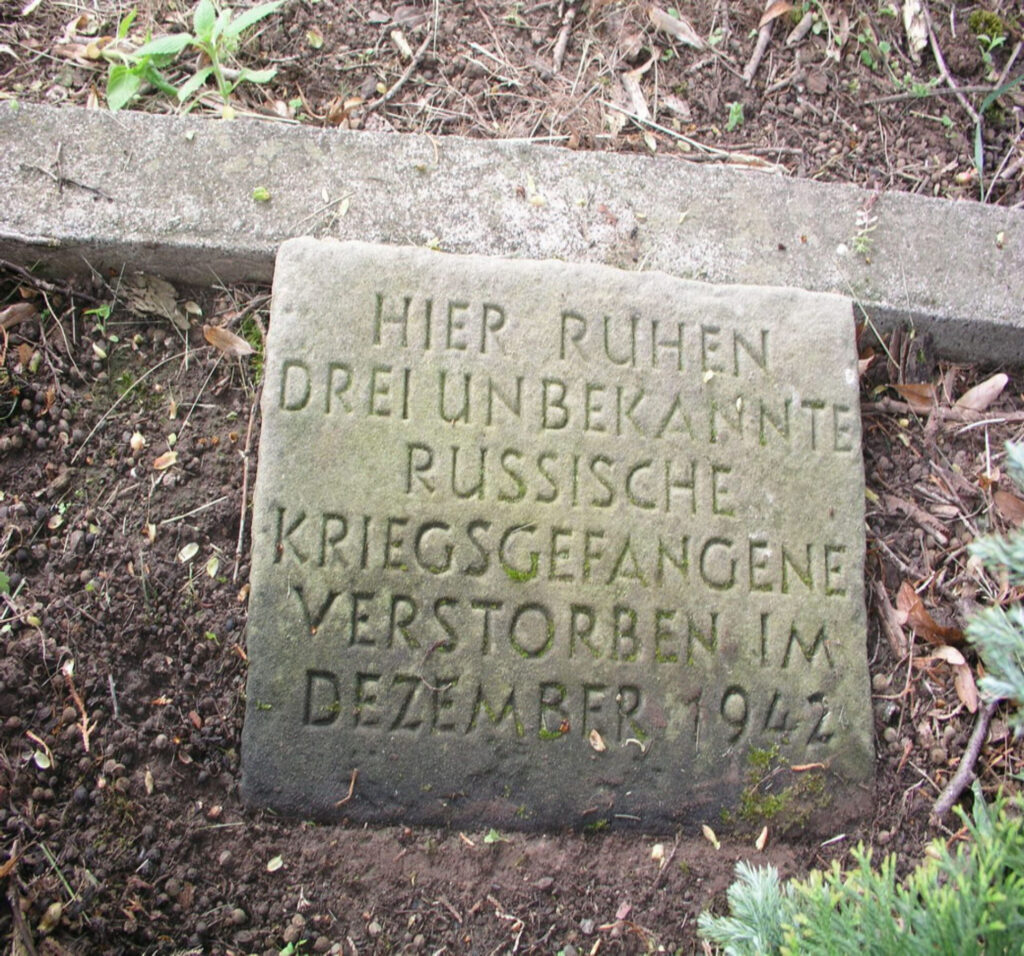 HIER RUHEN
DREI UNBEKANNTE
RUSSISCHE
KRIEGSGEFANGENE
VERSTORBEN IM
DEZEMBER 1942